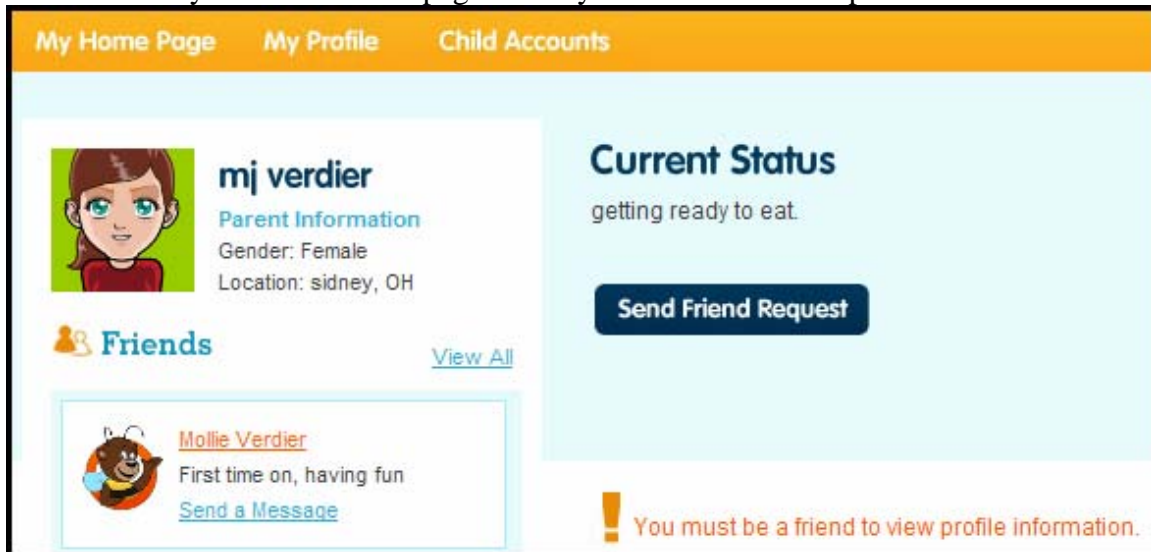 My Home Page My Profile Child Accounts
mj verdier
Parent Information
Gender: Female
Location: sidney, OH
Friends
View All
Mollie Verdier
First time on, having fun
Send a Message
Current Status
getting ready to eat.
Send Friend Request
You must be a friend to view profile information.